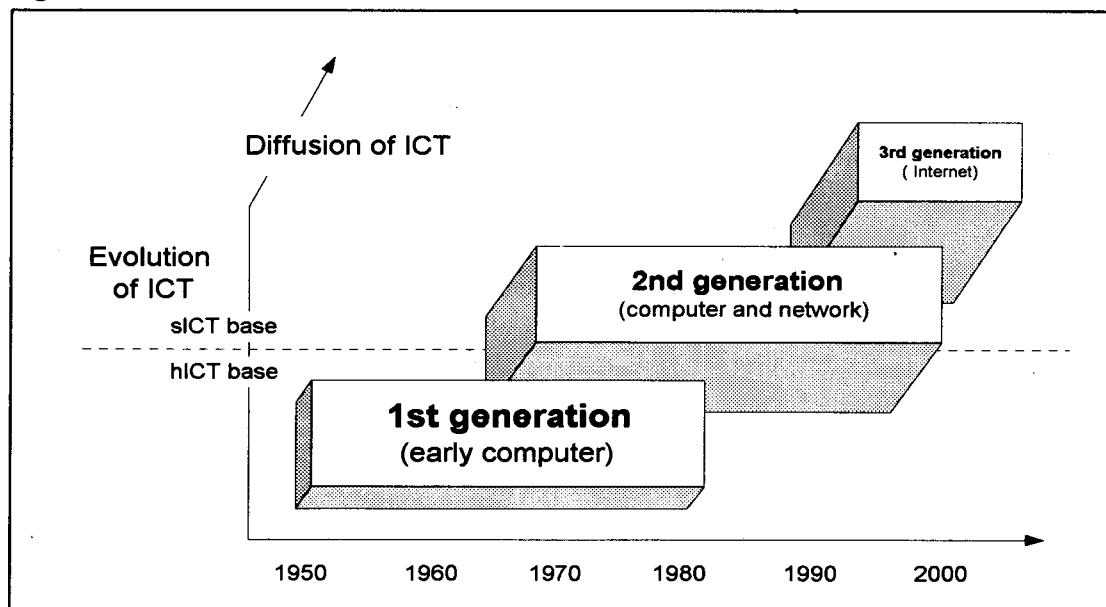 Diffusion of ICT
3rd generation
( Internet)
Evolution
of ICT
2nd generation
(computer and network)
sICT base
hICT base
1st generation
(early computer)
1950 1960 1970 1980 1990 2000